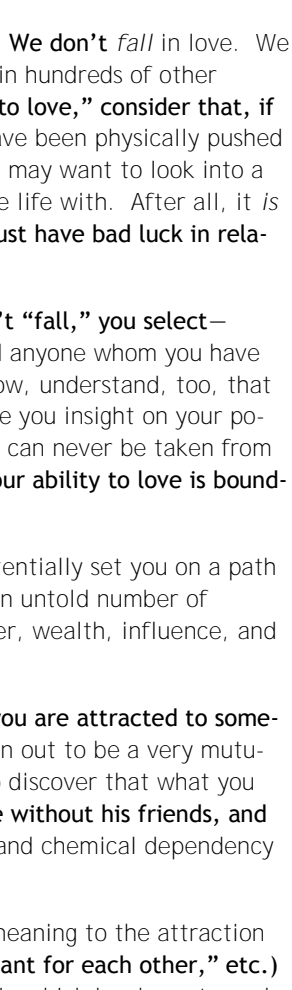 We don't fall in love. We
in hundreds of other
to love,” consider that, if
ve been physically pushed
may want to look into a
e life with. After all, it is
ust have bad luck in rela-
't “fall,” you select—
d anyone whom you have
ow, understand, too, that
e you insight on your po-
can never be taken from
our ability to love is bound-
tentially set you on a path
n untold number of
er, wealth, influence, and
you are attracted to some-
n out to be a very mutu-
o discover that what you
e without his friends, and
and chemical dependency
meaning to the attraction
ant for each other,” etc.)